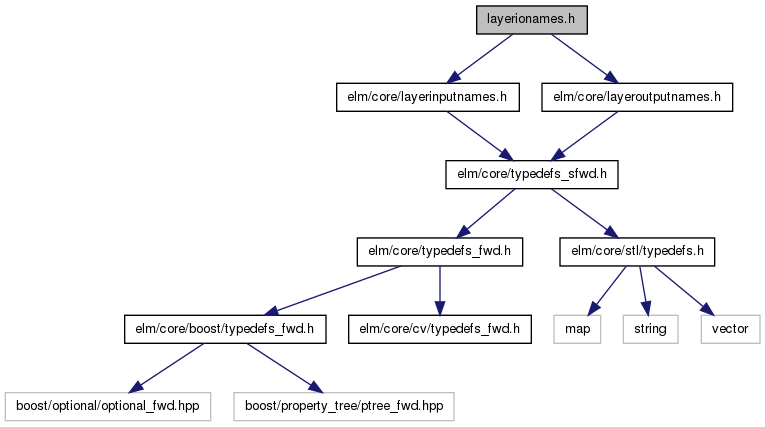 layerionames.h
elm/core/layerinputnames.h
elm/core/layeroutputnames.h
elm/core/typedefs_sfwd.h
elm/core/typedefs_fwd.h
elm/core/stl/typedefs.h
elm/core/boost/typedefs_fwd.h
elm/core/cv/typedefs_fwd.h
map
string
vector
boost/optional/optional_fwd.hpp
boost/property_tree/ptree_fwd.hpp